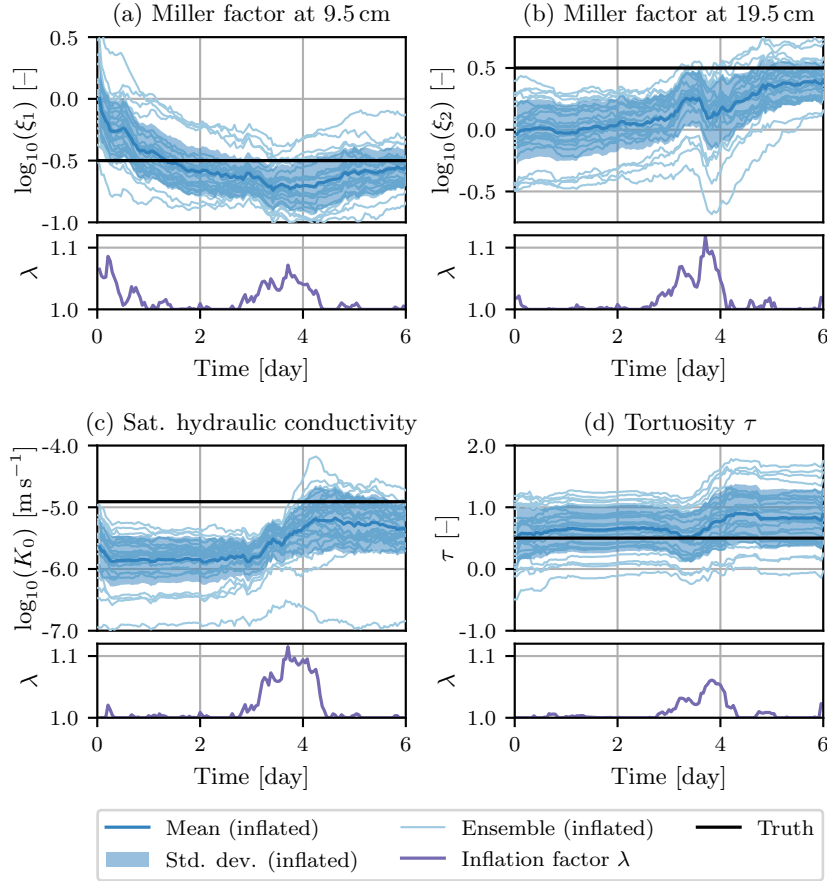 (a) Miller factor at 9.5 cm
(b) Miller factor at 19.5 cm
log₁₀(ξ₁) [–]
0.5
0.0
-0.5
-1.0
log₁₀(ξ₂) [–]
0.5
0.0
-0.5
λ
1.1
1.0
λ
1.1
1.0
0 2 4 6
0 2 4 6
Time [day]
Time [day]
(c) Sat. hydraulic conductivity
(d) Tortuosity τ
log₁₀(K₀) [m s⁻¹]
-4.0
-5.0
-6.0
-7.0
τ [–]
2.0
1.0
0.0
-1.0
λ
1.1
1.0
λ
1.1
1.0
0 2 4 6
0 2 4 6
Time [day]
Time [day]
Mean (inflated)
Ensemble (inflated)
Truth
Std. dev. (inflated)
Inflation factor λ